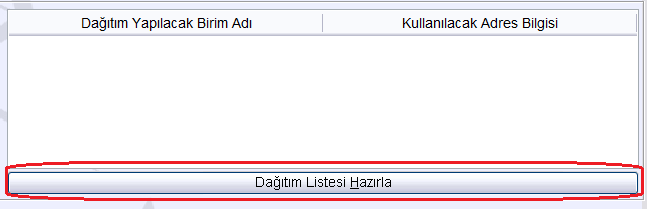 Dağıtım Yapılacak Birim Adı Kullanılacak Adres Bilgisi
Dağıtım Listesi Hazırla